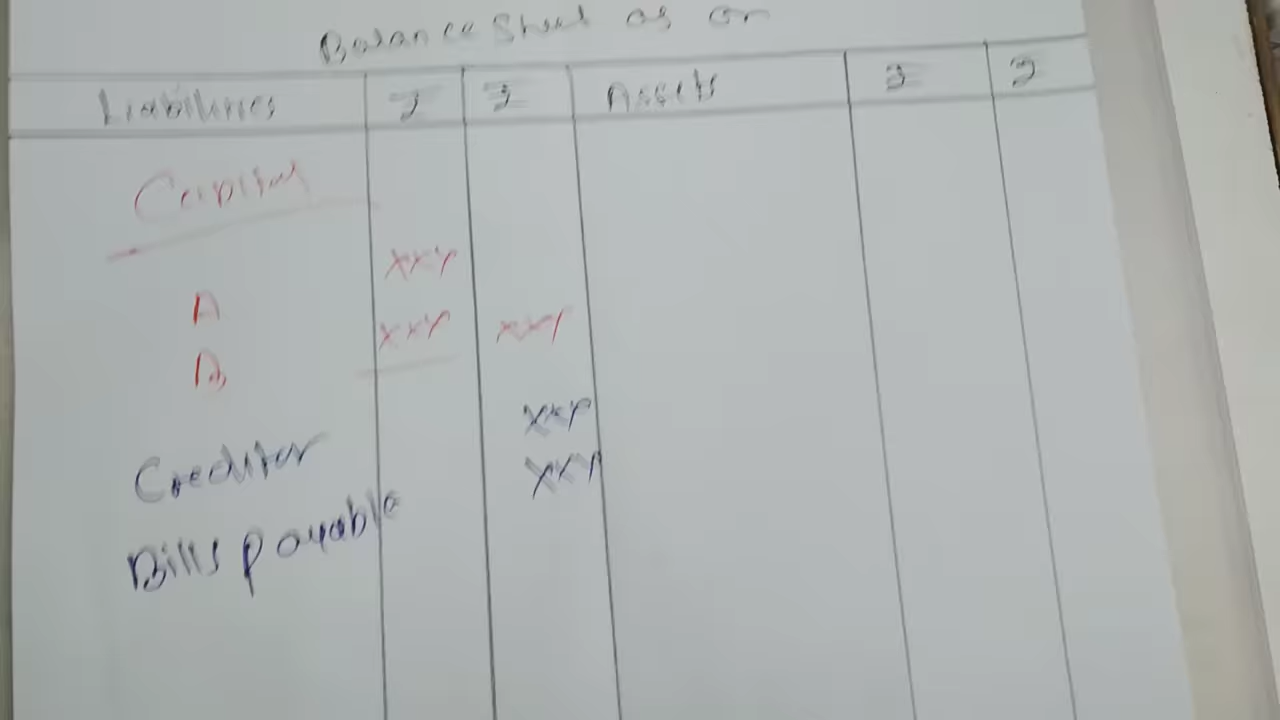 Balance Sheet as on
Liabilities ₹ ₹ Assets ₹ ₹
Capital
A xxx
B xxx xxx
Creditor xxx
Bills payable xxx